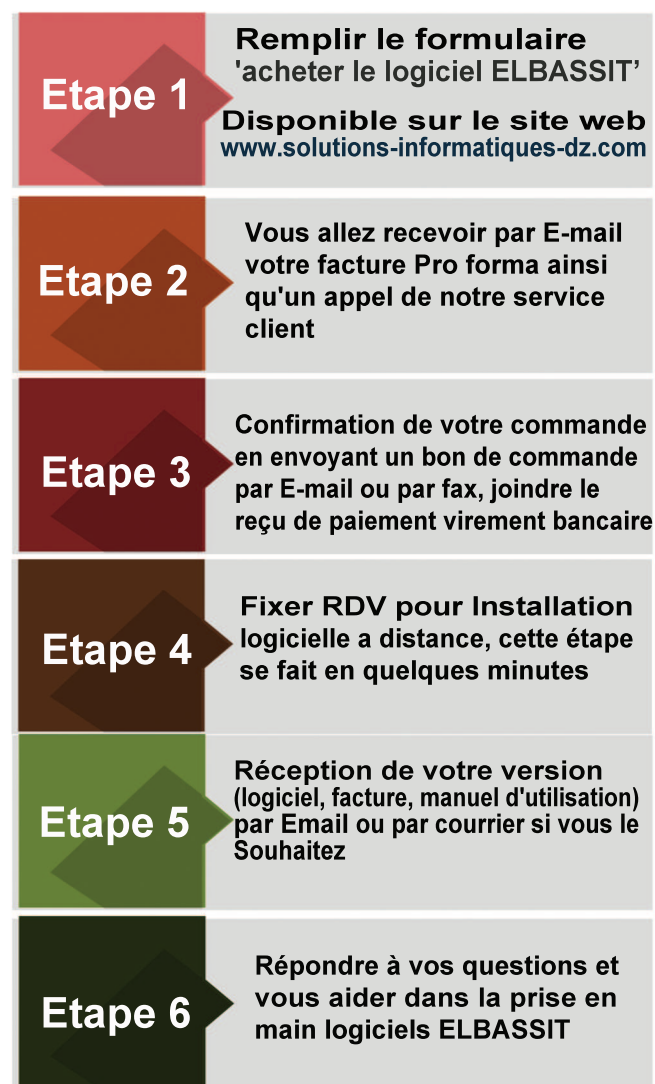 Etape 1
Remplir le formulaire
'acheter le logiciel ELBASSIT’
Disponible sur le site web
www.solutions-informatiques-dz.com
Etape 2
Vous allez recevoir par E-mail
votre facture Pro forma ainsi
qu'un appel de notre service
client
Etape 3
Confirmation de votre commande
en envoyant un bon de commande
par E-mail ou par fax, joindre le
reçu de paiement virement bancaire
Etape 4
Fixer RDV pour Installation
logicielle a distance, cette étape
se fait en quelques minutes
Etape 5
Réception de votre version
(logiciel, facture, manuel d'utilisation)
par Email ou par courrier si vous le
Souhaitez
Etape 6
Répondre à vos questions et
vous aider dans la prise en
main logiciels ELBASSIT